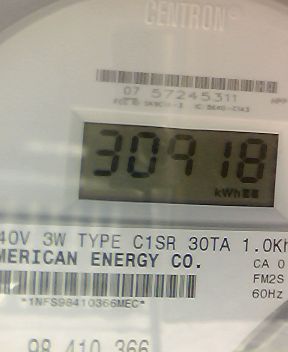 CENTRON®
07 57245311
30918
kWh
40V 3W TYPE C1SR 30TA 1.0Kh
MERICAN ENERGY CO.
CA 0
FM2S
60Hz
*1NFS98410366MEC*
98 410 366